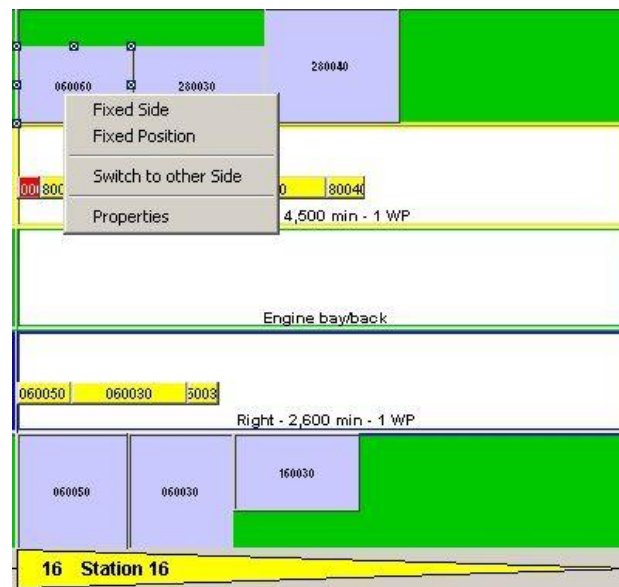 280040
060060 280030
Fixed Side
Fixed Position
Switch to other Side
Properties
80040
4,500 min - 1 WP
Engine bay/back
060050 060030
Right - 2,600 min - 1 WP
160030
060050 060030
16 Station 16